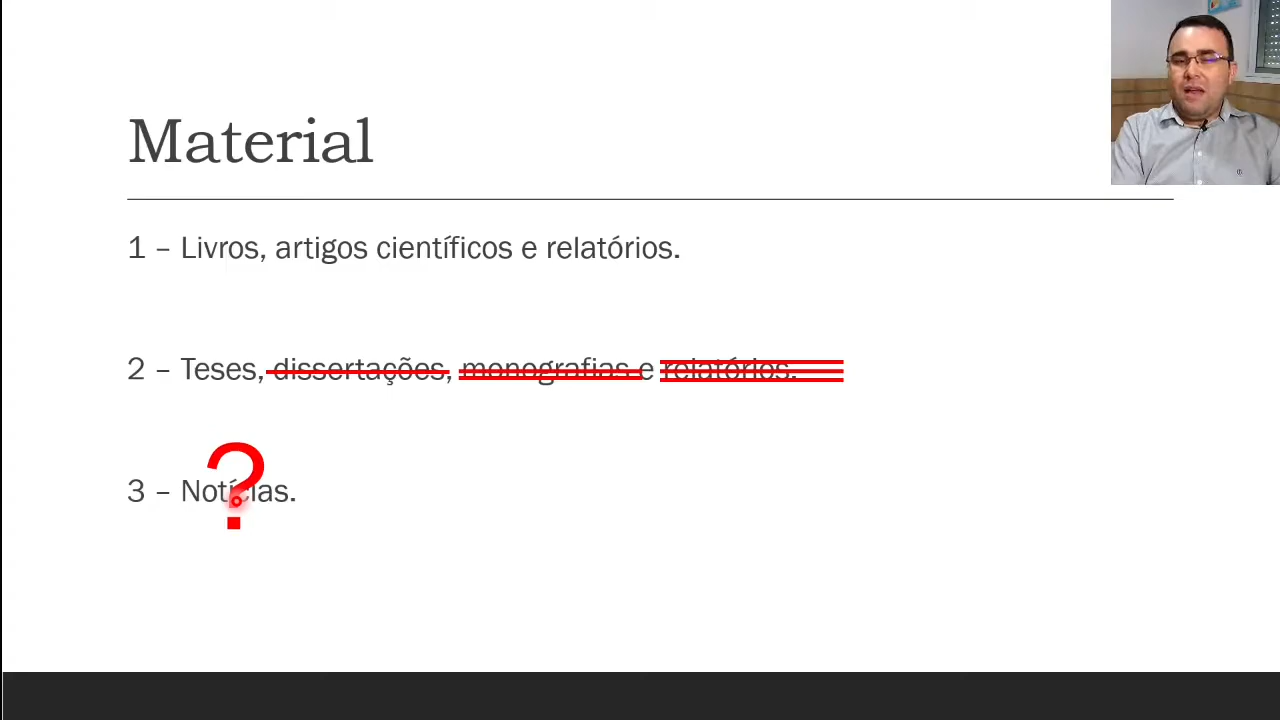 Material
1 – Livros, artigos científicos e relatórios.
2 – Teses, dissertações, monografias e relatórios.
?
3 – Notícias.